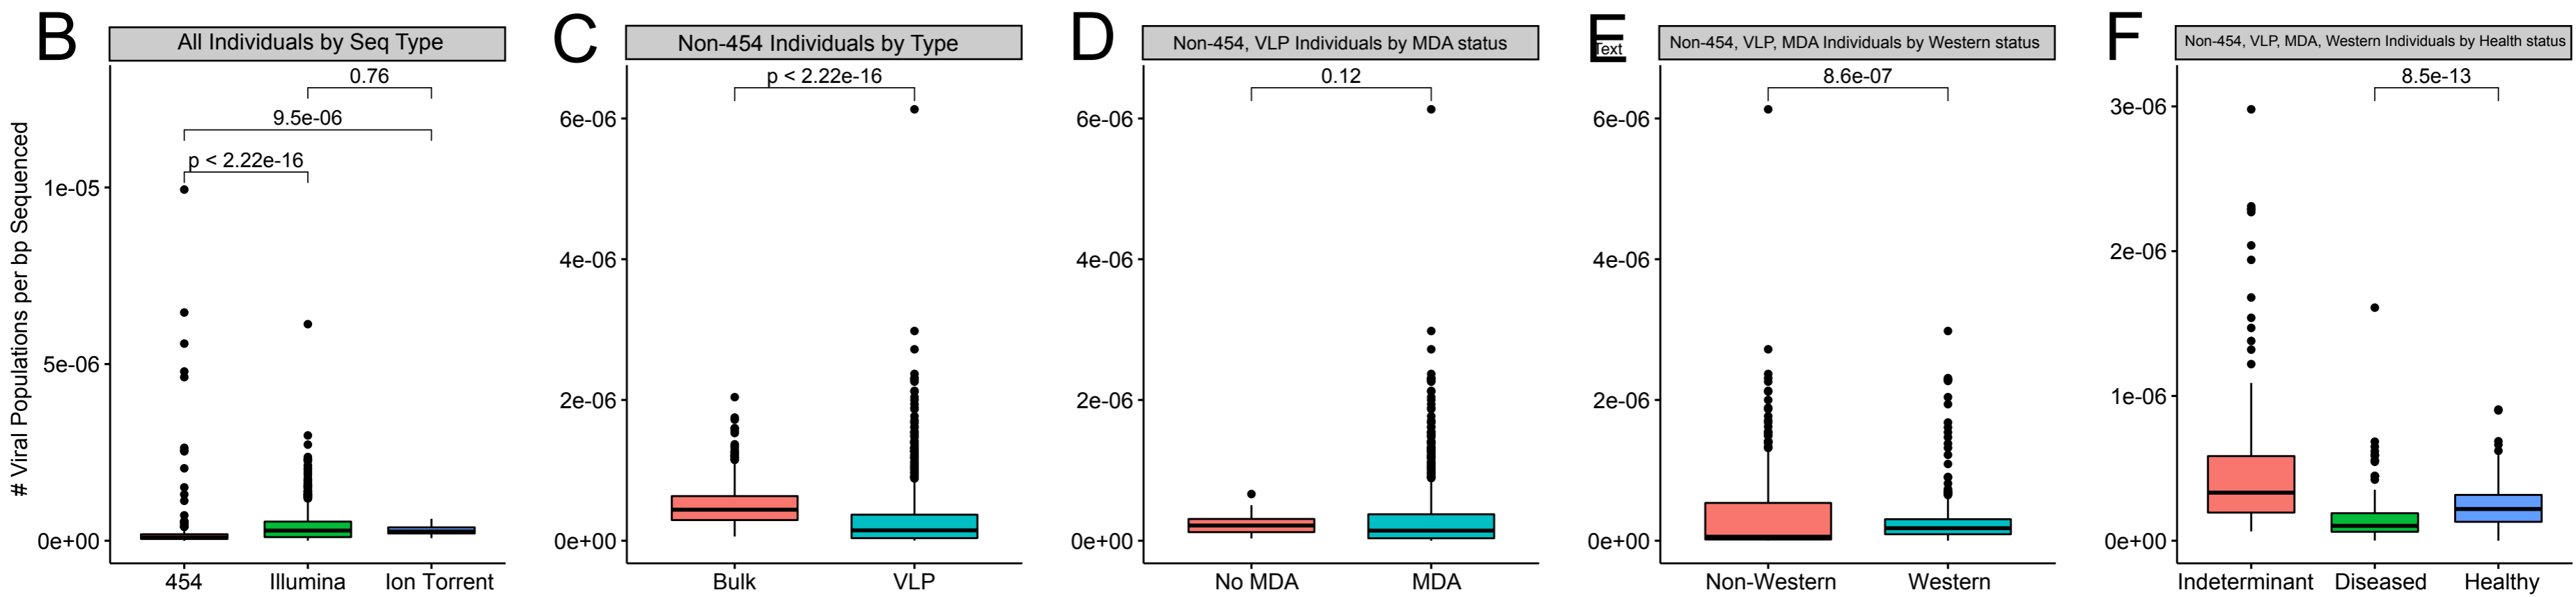 B
All Individuals by Seq Type
# Viral Populations per bp Sequenced
0.76
9.5e-06
p < 2.22e-16
1e-05
5e-06
0e+00
454 Illumina Ion Torrent
C
Non-454 Individuals by Type
p < 2.22e-16
6e-06
4e-06
2e-06
0e+00
Bulk VLP
D
Non-454, VLP Individuals by MDA status
0.12
6e-06
4e-06
2e-06
0e+00
No MDA MDA
E
Text
Non-454, VLP, MDA Individuals by Western status
8.6e-07
6e-06
4e-06
2e-06
0e+00
Non-Western Western
F
Non-454, VLP, MDA, Western Individuals by Health status
8.5e-13
3e-06
2e-06
1e-06
0e+00
Indeterminant Diseased Healthy